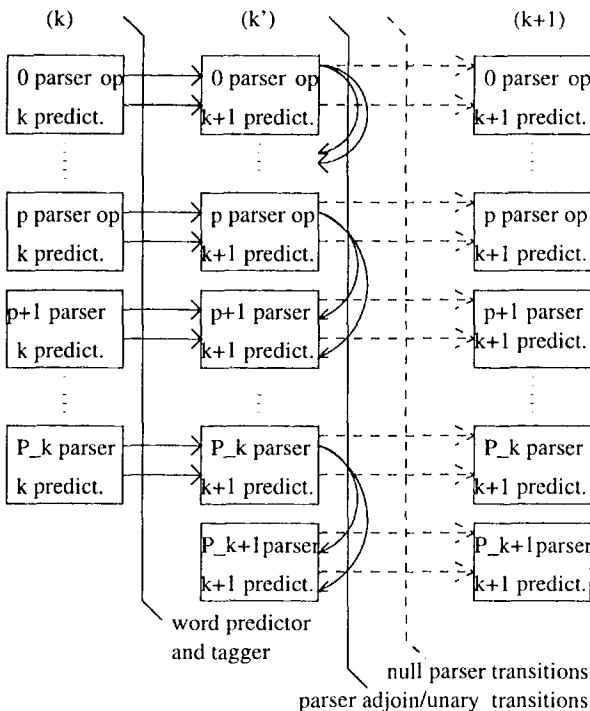 (k) (k') (k+1)
0 parser op 0 parser op 0 parser op
k predict. k+1 predict. k+1 predict.
p parser op p parser op p parser op
k predict. k+1 predict. k+1 predict.
p+1 parser p+1 parser p+1 parser
k predict. k+1 predict. k+1 predict.
P_k parser P_k parser P_k parser
k predict. k+1 predict. k+1 predict.
P_k+1parser P_k+1parser
k+1 predict. k+1 predict.
word predictor
and tagger
null parser transitions
parser adjoin/unary transitions